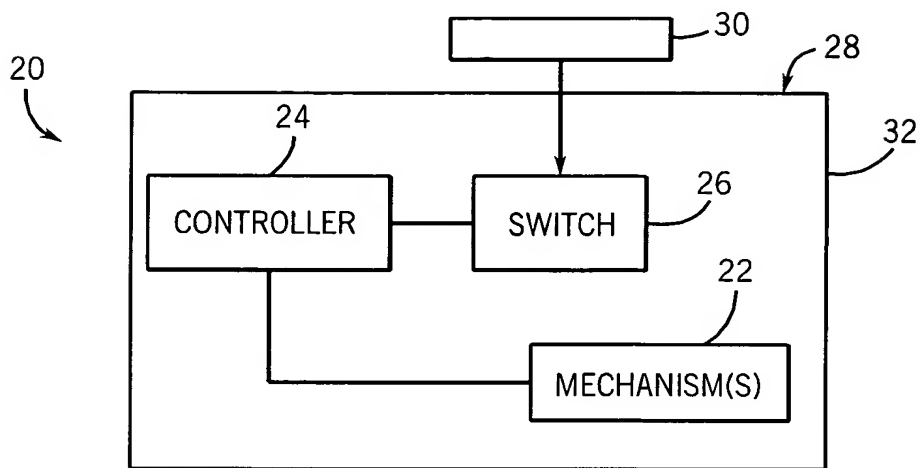 30
28
20
24
32
26
CONTROLLER
SWITCH
22
MECHANISM(S)